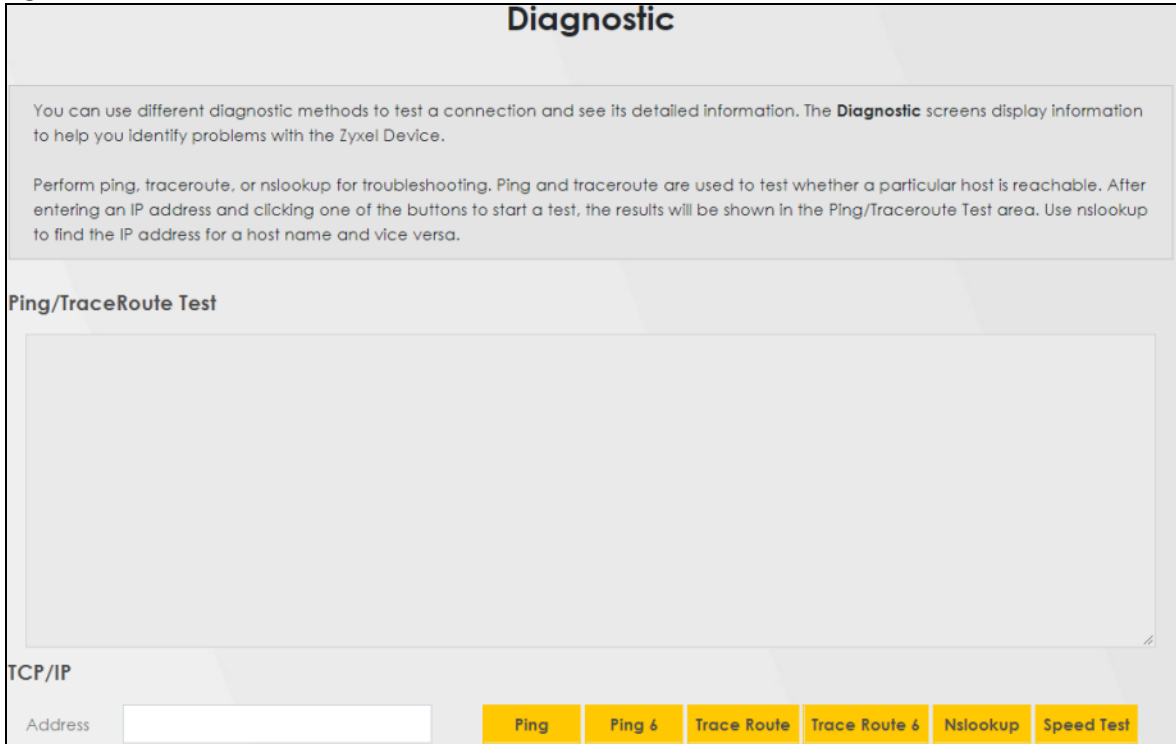 Diagnostic
You can use different diagnostic methods to test a connection and see its detailed information. The Diagnostic screens display information
to help you identify problems with the Zyxel Device.
Perform ping, traceroute, or nslookup for troubleshooting. Ping and traceroute are used to test whether a particular host is reachable. After
entering an IP address and clicking one of the buttons to start a test, the results will be shown in the Ping/Traceroute Test area. Use nslookup
to find the IP address for a host name and vice versa.
Ping/TraceRoute Test
TCP/IP
Address Ping Ping 6 Trace Route Trace Route 6 Nslookup Speed Test